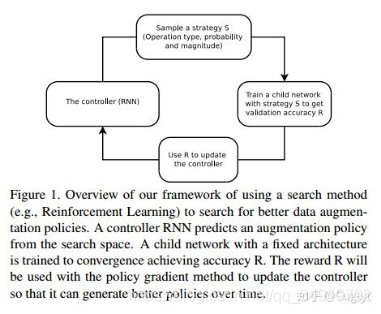 Sample a strategy S
(Operation type, probability
and magnitude)
The controller (RNN)
Train a child network
with strategy S to get
validation accuracy R
Use R to update
the controller
Figure 1. Overview of our framework of using a search method
(e.g., Reinforcement Learning) to search for better data augmen-
tation policies. A controller RNN predicts an augmentation policy
from the search space. A child network with a fixed architecture
is trained to convergence achieving accuracy R. The reward R will
be used with the policy gradient method to update the controller
so that it can generate better policies over time.